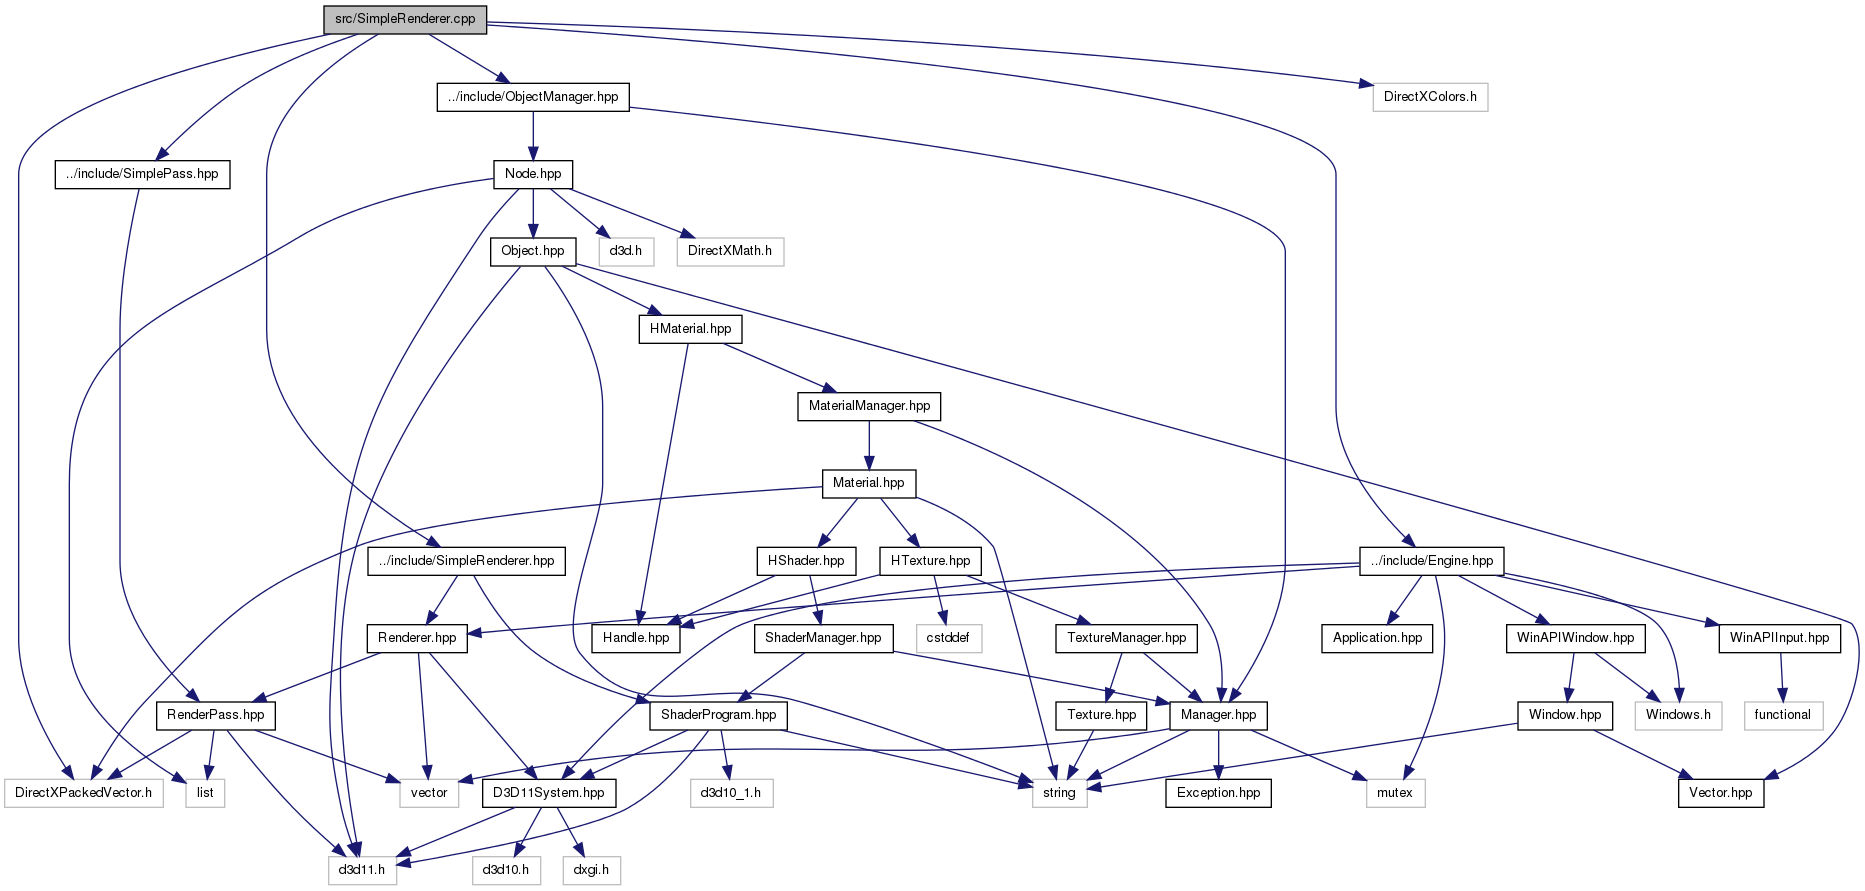 src/SimpleRenderer.cpp
../include/ObjectManager.hpp
DirectXColors.h
../include/SimplePass.hpp
Node.hpp
Object.hpp
d3d.h
DirectXMath.h
HMaterial.hpp
MaterialManager.hpp
Material.hpp
../include/SimpleRenderer.hpp
HShader.hpp
HTexture.hpp
../include/Engine.hpp
Renderer.hpp
Handle.hpp
ShaderManager.hpp
cstddef
TextureManager.hpp
Application.hpp
WinAPIWindow.hpp
WinAPIInput.hpp
RenderPass.hpp
ShaderProgram.hpp
Texture.hpp
Manager.hpp
Window.hpp
Windows.h
functional
DirectXPackedVector.h
list
vector
D3D11System.hpp
d3d10_1.h
string
Exception.hpp
mutex
Vector.hpp
d3d11.h
d3d10.h
dxgi.h